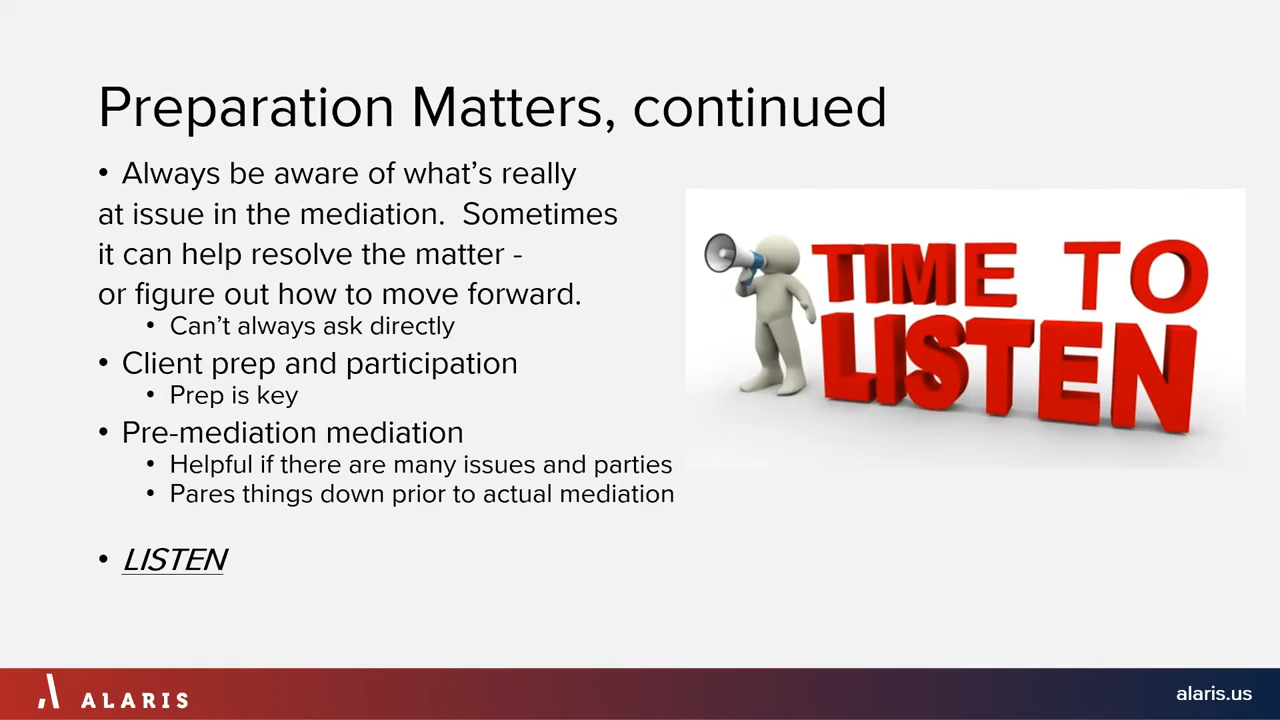 Preparation Matters, continued
• Always be aware of what's really
at issue in the mediation.  Sometimes
it can help resolve the matter -
or figure out how to move forward.
• Can't always ask directly
• Client prep and participation
• Prep is key
• Pre-mediation mediation
• Helpful if there are many issues and parties
• Pares things down prior to actual mediation
• LISTEN
TIME TO
LISTEN
ALARIS
alaris.us